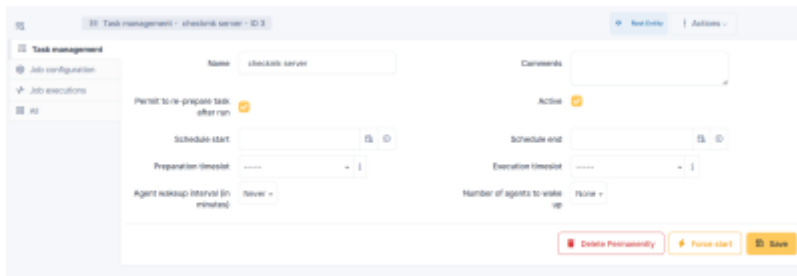 Task management - checkmk server - ID 3
Root Entity
Actions
Task management
Job configuration
Job executions
All
Name
checkmk server
Comments
Permit to re-prepare task after run
Active
Schedule start
Schedule end
Preparation timeslot
-----
i
Execution timeslot
-----
i
Agent wakeup interval (in minutes)
Never
Number of agents to wake up
None
Delete Permanently
Force start
Save